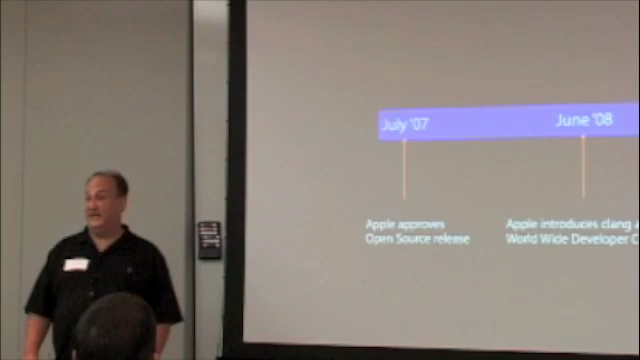 July '07
June '08
Apple approves
Open Source release
Apple introduces clang
World Wide Developer